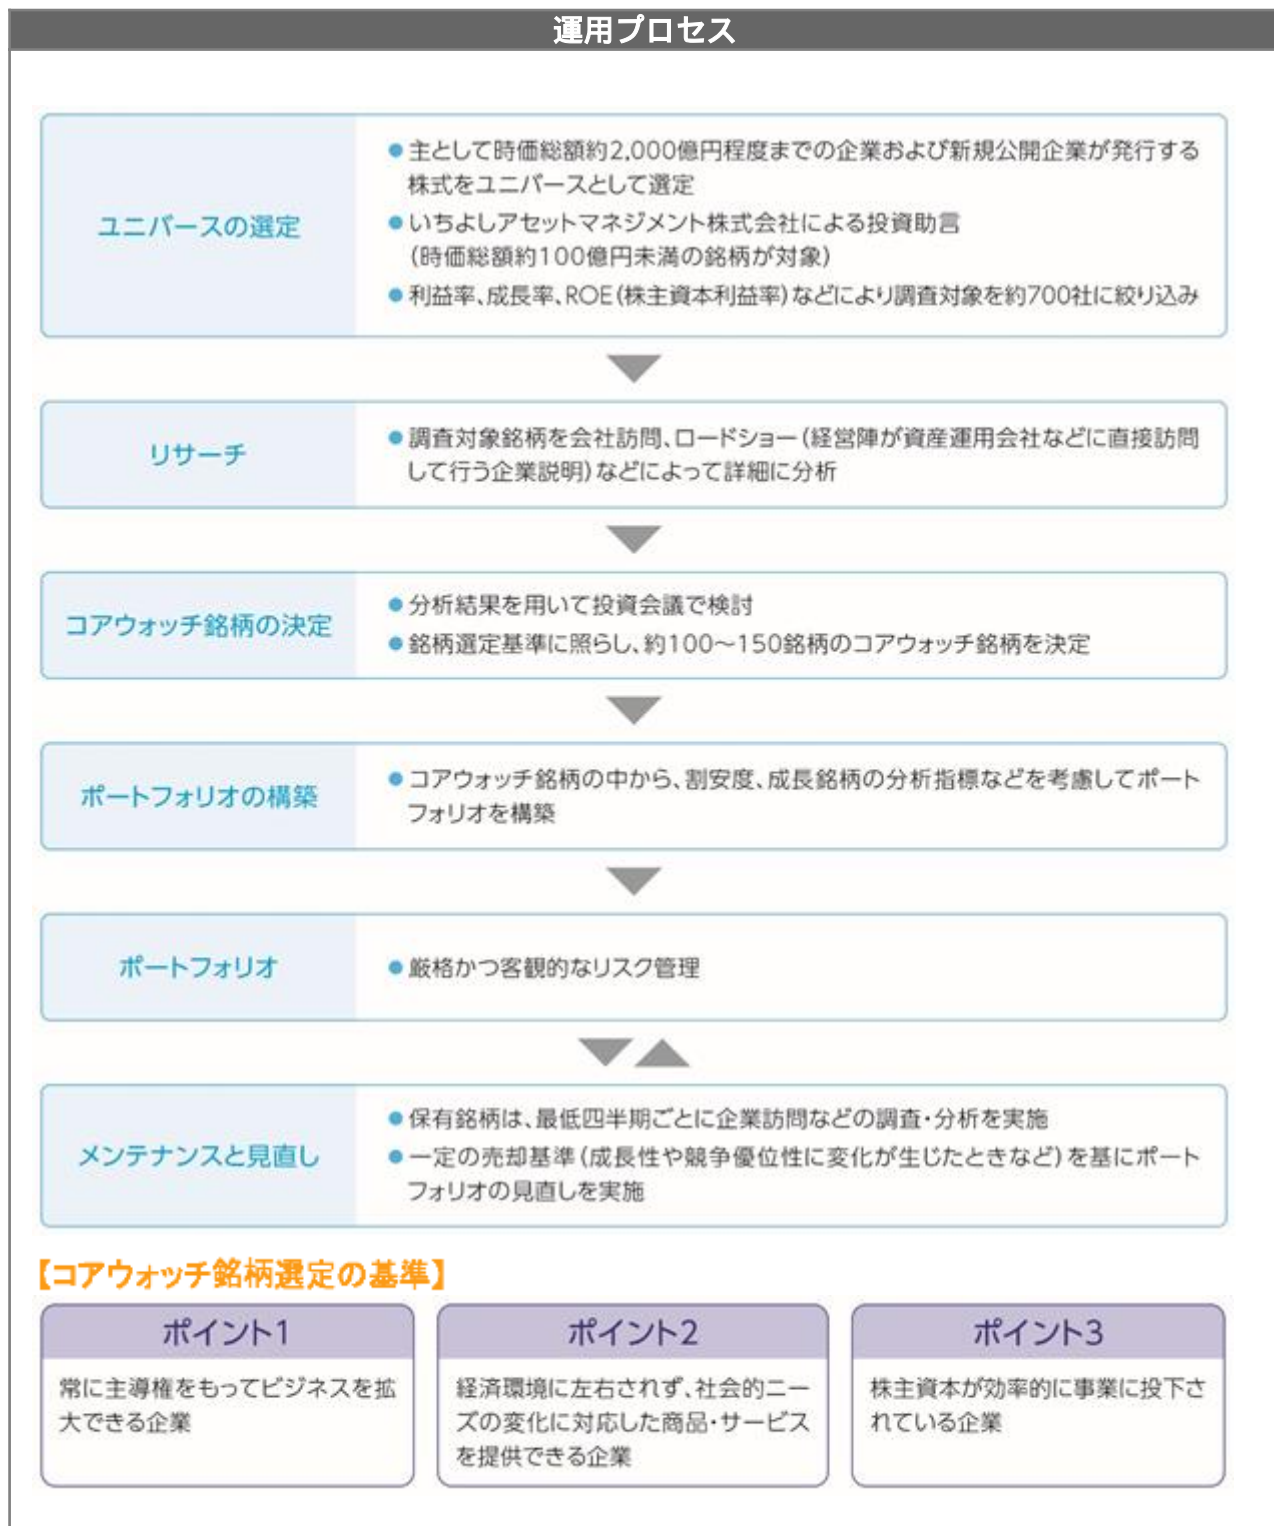 運用プロセス
ユニバースの選定
●主として時価総額約2,000億円程度までの企業および新規公開企業が発行する
株式をユニバースとして選定
●いちよしアセットマネジメント株式会社による投資助言
(時価総額約100億円未満の銘柄が対象)
●利益率、成長率、ROE(株主資本利益率)などにより調査対象を約700社に絞り込み
リサーチ
●調査対象銘柄を会社訪問、ロードショー(経営陣が資産運用会社などに直接訪問
して行う企業説明)などによって詳細に分析
コアウォッチ銘柄の決定
●分析結果を用いて投資会議で検討
●銘柄選定基準に照らし、約100〜150銘柄のコアウォッチ銘柄を決定
ポートフォリオの構築
●コアウォッチ銘柄の中から、割安度、成長銘柄の分析指標などを考慮してポート
フォリオを構築
ポートフォリオ
●厳格かつ客観的なリスク管理
メンテナンスと見直し
●保有銘柄は、最低四半期ごとに企業訪問などの調査・分析を実施
●一定の売却基準(成長性や競争優位性に変化が生じたときなど)を基にポート
フォリオの見直しを実施
【コアウォッチ銘柄選定の基準】
ポイント1
常に主導権をもってビジネスを拡
大できる企業
ポイント2
経済環境に左右されず、社会的ニー
ズの変化に対応した商品・サービス
を提供できる企業
ポイント3
株主資本が効率的に事業に投下さ
れている企業